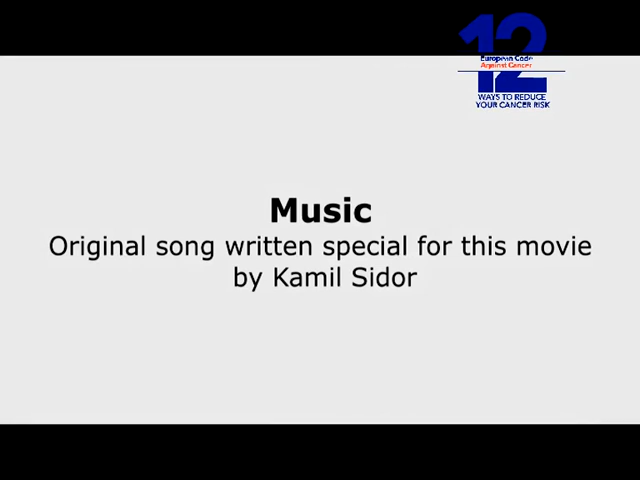 12
European Code
Against Cancer
WAYS TO REDUCE
YOUR CANCER RISK
Music
Original song written special for this movie
by Kamil Sidor